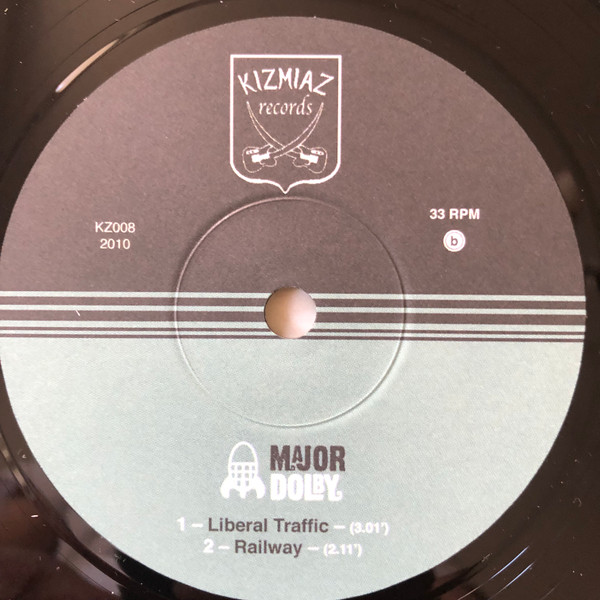 KIZMIAZ
records
KZ008
2010
33 RPM
b
MAJOR
DOLBY.
1 – Liberal Traffic – (3.01')
2 – Railway – (2.11')